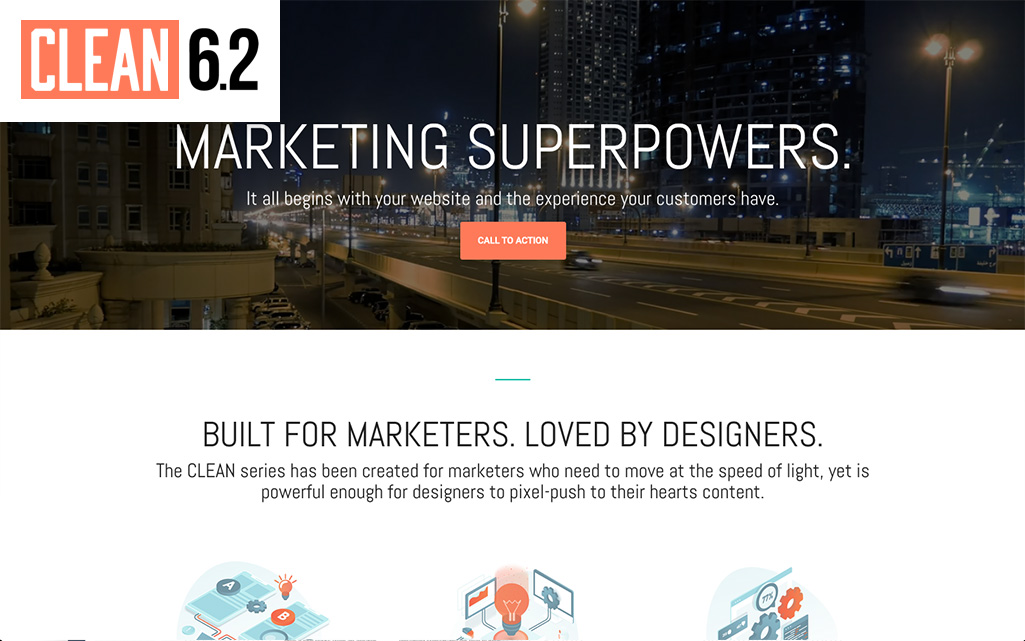 CLEAN 6.2
MARKETING SUPERPOWERS.
It all begins with your website and the experience your customers have.
CALL TO ACTION
BUILT FOR MARKETERS. LOVED BY DESIGNERS.
The CLEAN series has been created for marketers who need to move at the speed of light, yet is
powerful enough for designers to pixel-push to their hearts content.
A
B
77%